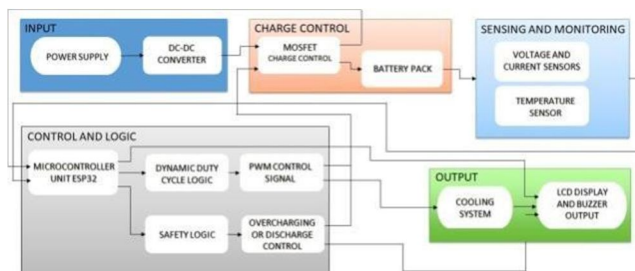 INPUT
POWER SUPPLY
DC-DC
CONVERTER
CHARGE CONTROL
MOSFET
CHARGE CONTROL
BATTERY PACK
SENSING AND MONITORING
VOLTAGE AND
CURRENT SENSORS
TEMPERATURE
SENSOR
CONTROL AND LOGIC
MICROCONTROLLER
UNIT ESP32
DYNAMIC DUTY
CYCLE LOGIC
PWM CONTROL
SIGNAL
SAFETY LOGIC
OVERCHARGING
OR DISCHARGE
CONTROL
OUTPUT
COOLING
SYSTEM
LCD DISPLAY
AND BUZZER
OUTPUT